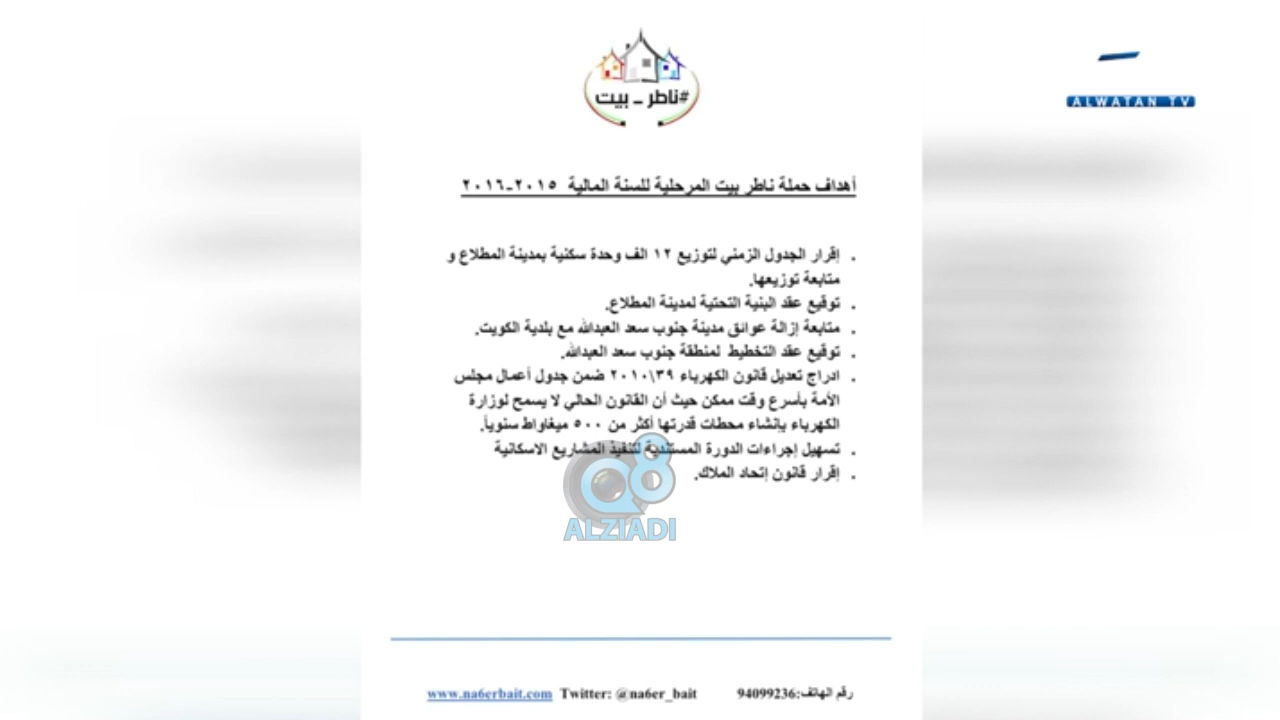 #ناطر _ بيت
ALWATAN TV
أهداف حملة ناطر بيت المرحلية للسنة المالية ٢٠١٥-٢٠١٦
. إقرار الجدول الزمني لتوزيع ١٢ الف وحدة سكنية بمدينة المطلاع و
متابعة توزيعها.
. توقيع عقد البنية التحتية لمدينة المطلاع.
. متابعة إزالة عوائق مدينة جنوب سعد العبدالله مع بلدية الكويت.
. توقيع عقد التخطيط لمنطقة جنوب سعد العبدالله.
. ادراج تعديل قانون الكهرباء ٣٩\٢٠١٠ ضمن جدول أعمال مجلس
الأمة بأسرع وقت ممكن حيث أن القانون الحالي لا يسمح لوزارة
الكهرباء بإنشاء محطات قدرتها أكثر من ٥٠٠ ميغاواط سنوياً.
. تسهيل إجراءات الدورة المستندية لتنفيذ المشاريع الاسكانية
. إقرار قانون إتحاد الملاك.
Q8
ALZIADI
www.na6erbait.com Twitter: @na6er_bait رقم الهاتف:94099236